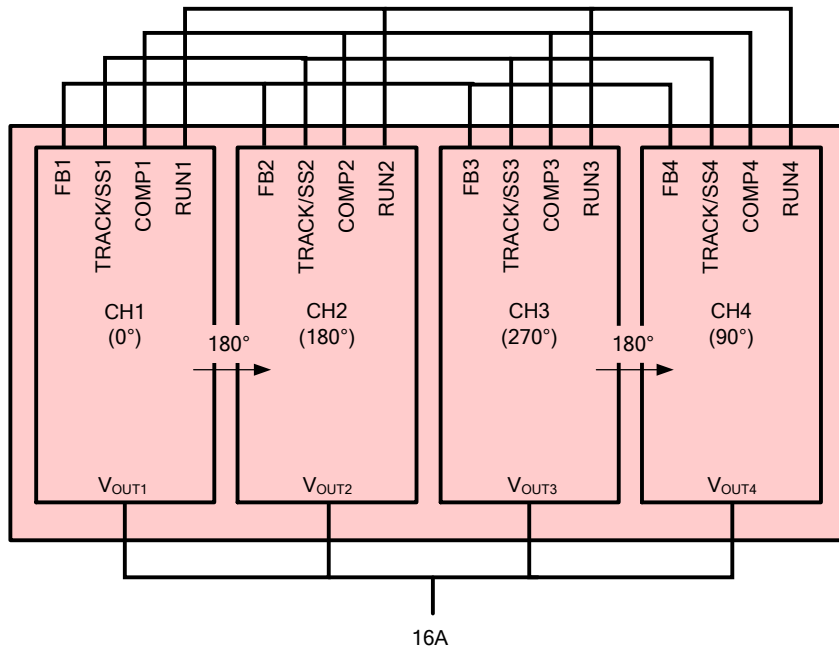 FB1
TRACK/SS1
COMP1
RUN1
FB2
TRACK/SS2
COMP2
RUN2
FB3
TRACK/SS3
COMP3
RUN3
FB4
TRACK/SS4
COMP4
RUN4
CH1
(0°)
CH2
(180°)
CH3
(270°)
CH4
(90°)
180°
180°
VOUT1
VOUT2
VOUT3
VOUT4
16A